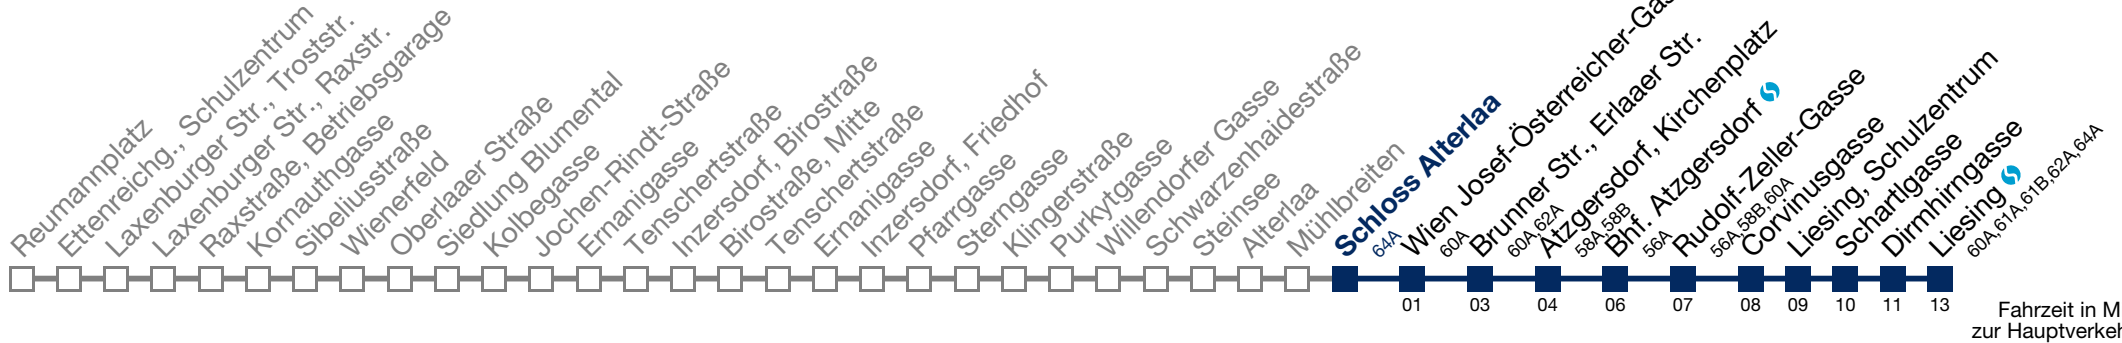 Reumannplatz
Ettenreichg., Schulzentrum
Laxenburger Str., Troststr.
Laxenburger Str., Raxstr.
Raxstraße, Betriebsgarage
Kornauthgasse
Sibeliusstraße
Wienerfeld
Oberlaaer Straße
Siedlung Blumental
Kolbegasse
Jochen-Rindt-Straße
Ernanigasse
Tenschertstraße
Inzersdorf, Birostraße
Birostraße, Mitte
Tenschertstraße
Ernanigasse
Inzersdorf, Friedhof
Pfarrgasse
Sterngasse
Klingerstraße
Purkytgasse
Willendorfer Gasse
Schwarzenhaidestraße
Steinsee
Alterlaa
Mühlbreiten
Schloss Alterlaa
64A
Wien Josef-Österreicher-Gas
60A
Brunner Str., Erlaaer Str.
60A,62A
Atzgersdorf, Kirchenplatz
58A,58B
Bhf. Atzgersdorf
56A
Rudolf-Zeller-Gasse
56A,58B,60A
Corvinusgasse
Liesing, Schulzentrum
Schartlgasse
Dirmhirngasse
Liesing
60A,61A,61B,62A,64A
01 03 04 06 07 08 09 10 11 13
Fahrzeit in M
zur Hauptverkeh